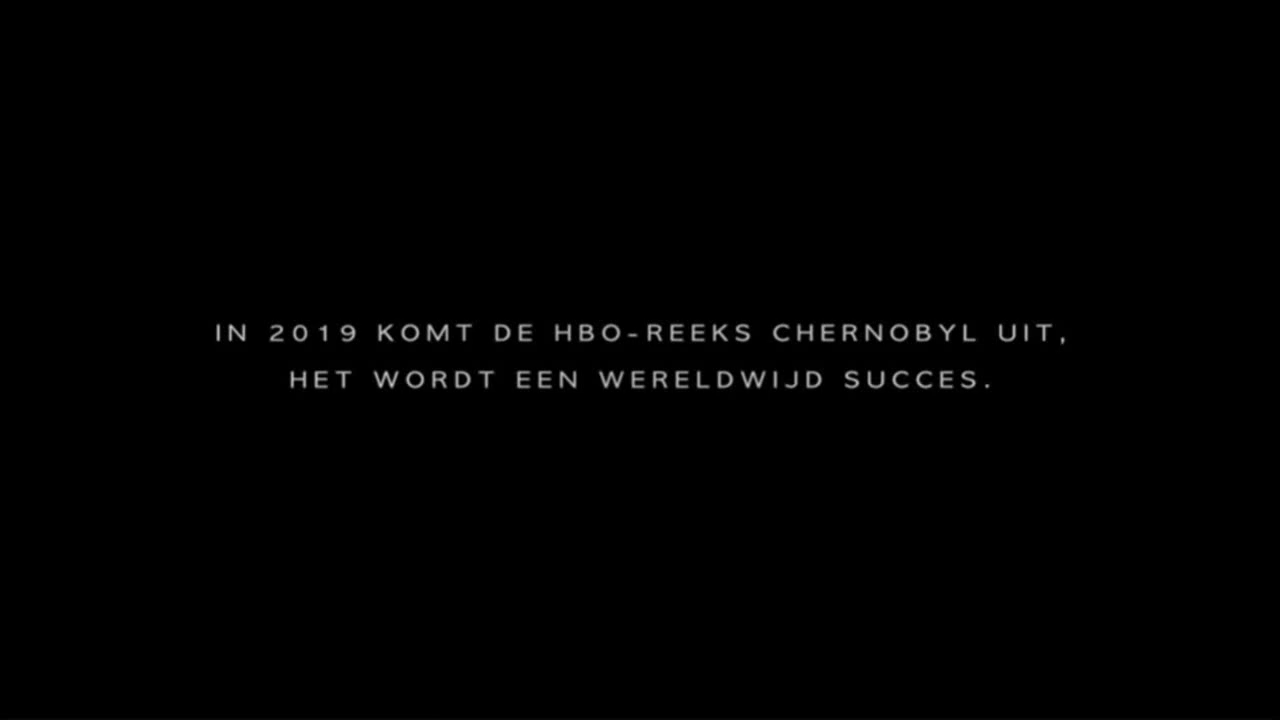 IN 2019 KOMT DE HBO-REEKS CHERNOBYL UIT,
HET WORDT EEN WERELDWIJD SUCCES.